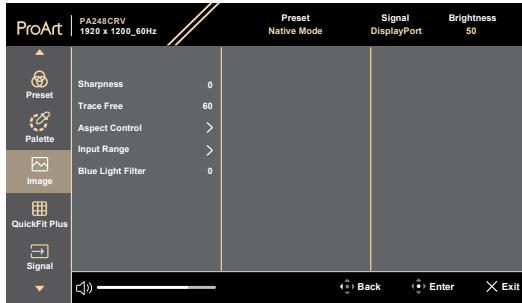 ProArt
PA248CRV
1920 x 1200_60Hz
Preset
Native Mode
Signal
DisplayPort
Brightness
50
Preset
Palette
Image
QuickFit Plus
Signal
Sharpness 0
Trace Free 60
Aspect Control
Input Range
Blue Light Filter 0
Back
Enter
Exit